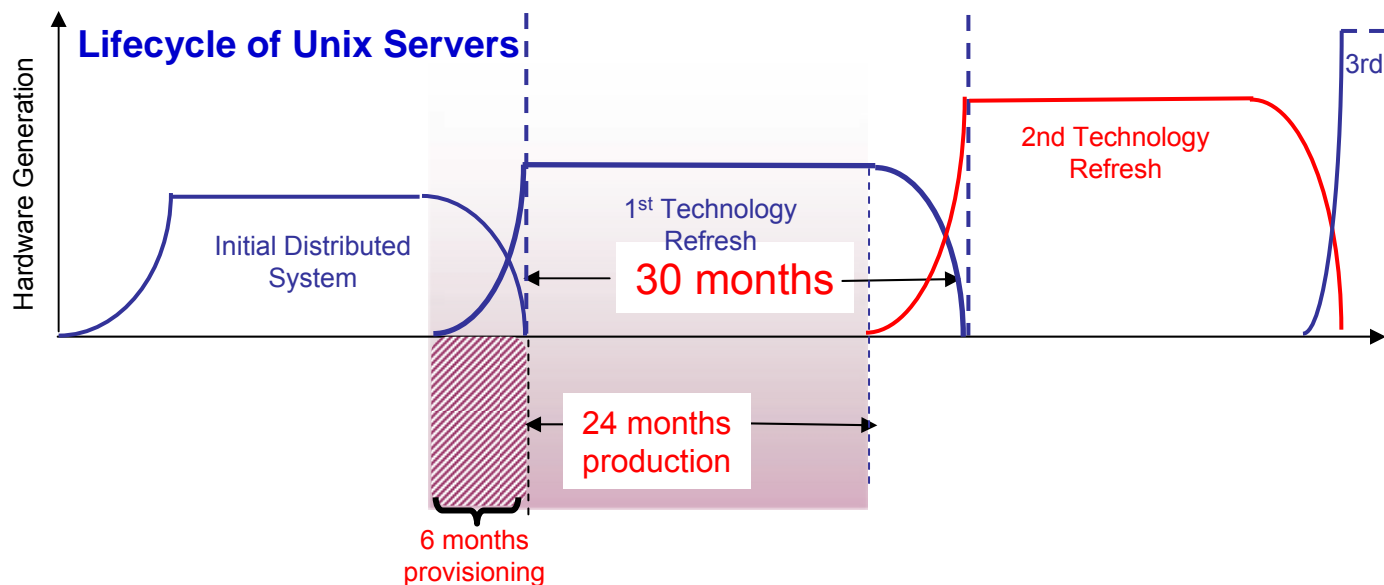 Lifecycle of Unix Servers
Hardware Generation
Initial Distributed
System
1st Technology
Refresh
30 months
2nd Technology
Refresh
3rd
24 months
production
6 months
provisioning